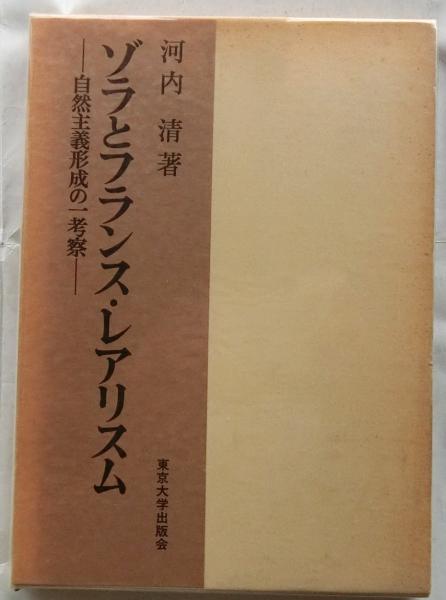 河内 清 著
ゾラとフランス・レアリスム
――自然主義形成の一考察――
東京大学出版会